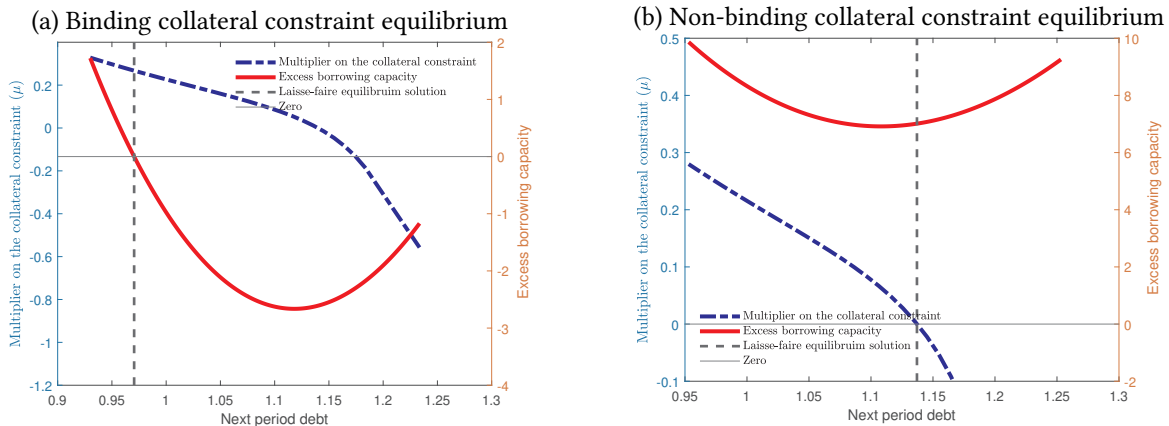 (a) Binding collateral constraint equilibrium
Multiplier on the collateral constraint (μ)
0.2
0
-0.2
-0.4
-0.6
-0.8
-1
-1.2
2
1
0
-1
-2
-3
-4
Excess borrowing capacity
Multiplier on the collateral constraint
Excess borrowing capacity
Laisse-faire equilibruim solution
Zero
0.9 0.95 1 1.05 1.1 1.15 1.2 1.25 1.3
Next period debt
(b) Non-binding collateral constraint equilibrium
Multiplier on the collateral constraint (μ)
0.5
0.4
0.3
0.2
0.1
0
-0.1
10
8
6
4
2
0
-2
Excess borrowing capacity
Multiplier on the collateral constraint
Excess borrowing capacity
Laisse-faire equilibruim solution
Zero
0.95 1 1.05 1.1 1.15 1.2 1.25 1.3
Next period debt